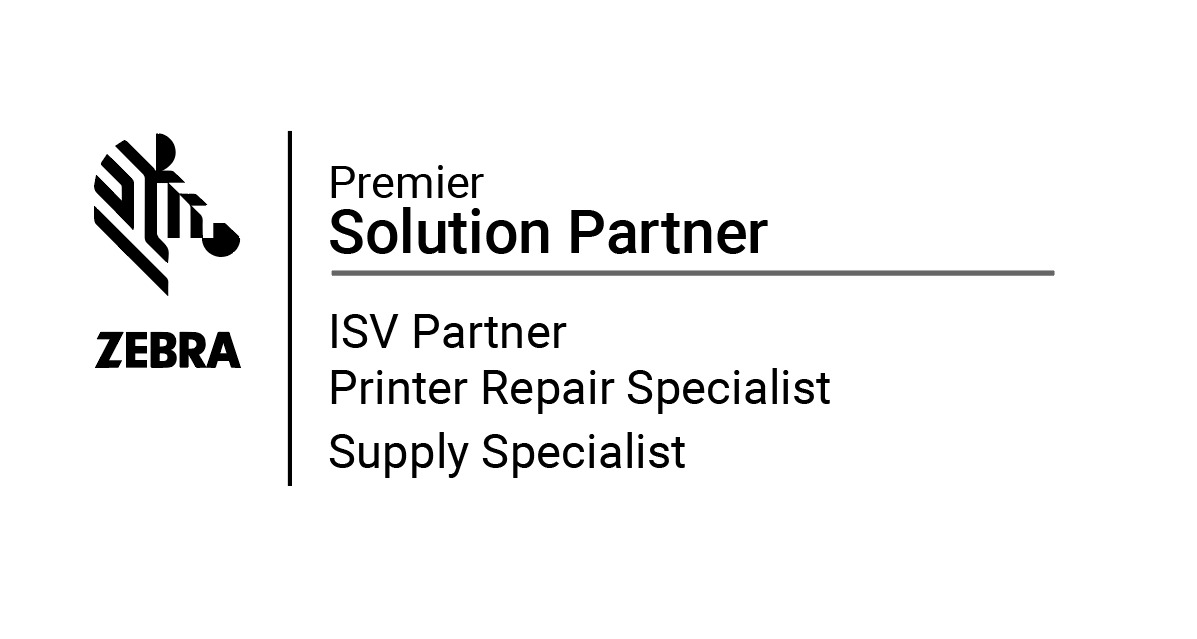 ZEBRA
Premier
Solution Partner
ISV Partner
Printer Repair Specialist
Supply Specialist